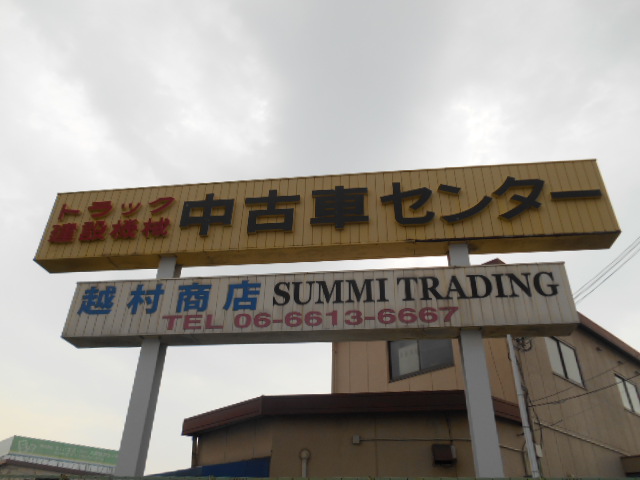 トラック
建設機械
中古車センター
越村商店 SUMMI TRADING
TEL 06-6613-6667